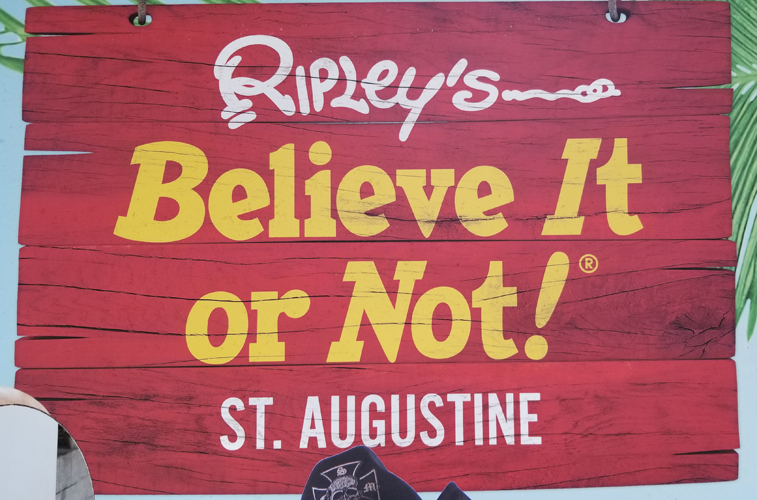 RIPLEY's
Believe It
or Not!®
ST. AUGUSTINE